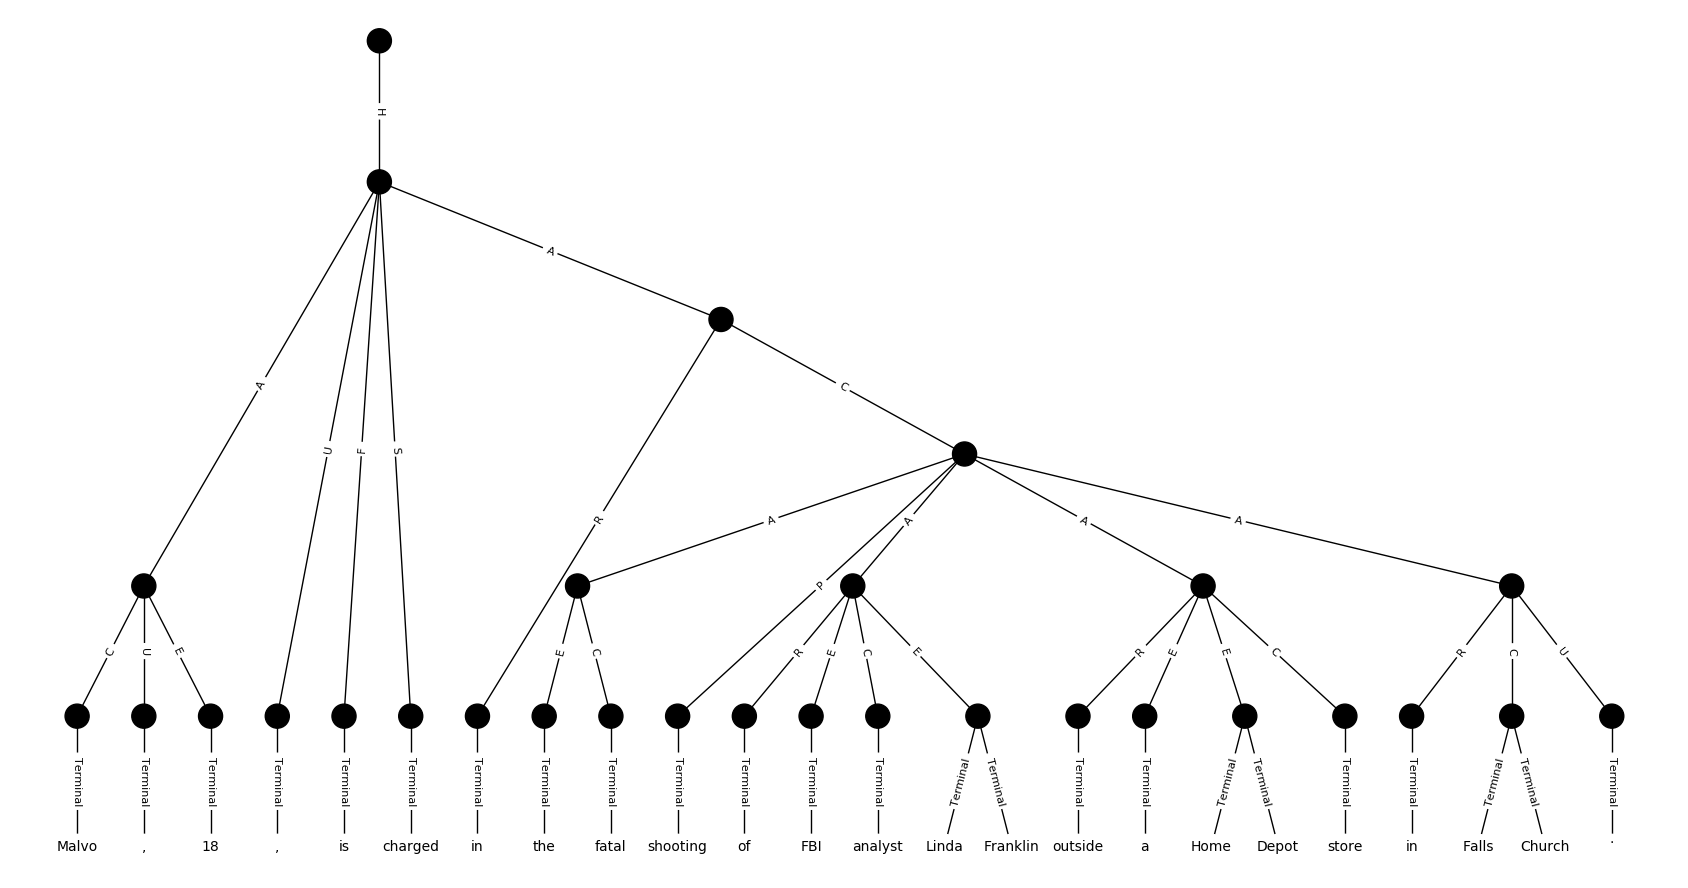 H
A
A
C
U
F
S
R
A
A
A
A
P
C
U
E
E
C
R
E
C
E
R
E
E
C
R
C
U
Terminal Terminal Terminal Terminal Terminal Terminal Terminal Terminal Terminal Terminal Terminal Terminal Terminal Terminal Terminal Terminal Terminal Terminal Terminal Terminal Terminal Terminal Terminal Terminal
Malvo , 18 , is charged in the fatal shooting of FBI analyst Linda Franklin outside a Home Depot store in Falls Church .